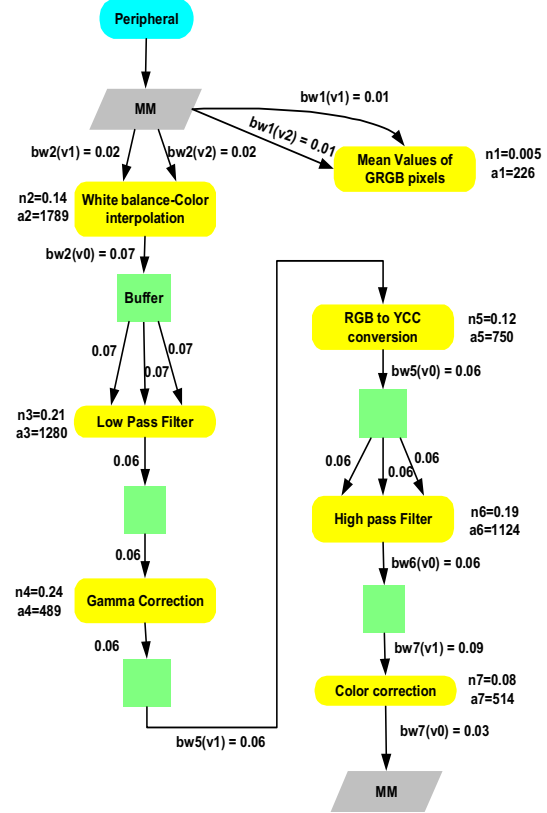 Peripheral
MM
bw1(v1) = 0.01
bw1(v2) = 0.01
bw2(v1) = 0.02
bw2(v2) = 0.02
Mean Values of
GRGB pixels
n1=0.005
a1=226
n2=0.14
a2=1789
White balance-Color
interpolation
bw2(v0) = 0.07
Buffer
0.07
0.07
0.07
n3=0.21
a3=1280
Low Pass Filter
0.06
0.06
n4=0.24
a4=489
Gamma Correction
0.06
bw5(v1) = 0.06
RGB to YCC
conversion
n5=0.12
a5=750
bw5(v0) = 0.06
0.06
0.06
0.06
High pass Filter
n6=0.19
a6=1124
bw6(v0) = 0.06
bw7(v1) = 0.09
Color correction
n7=0.08
a7=514
bw7(v0) = 0.03
MM